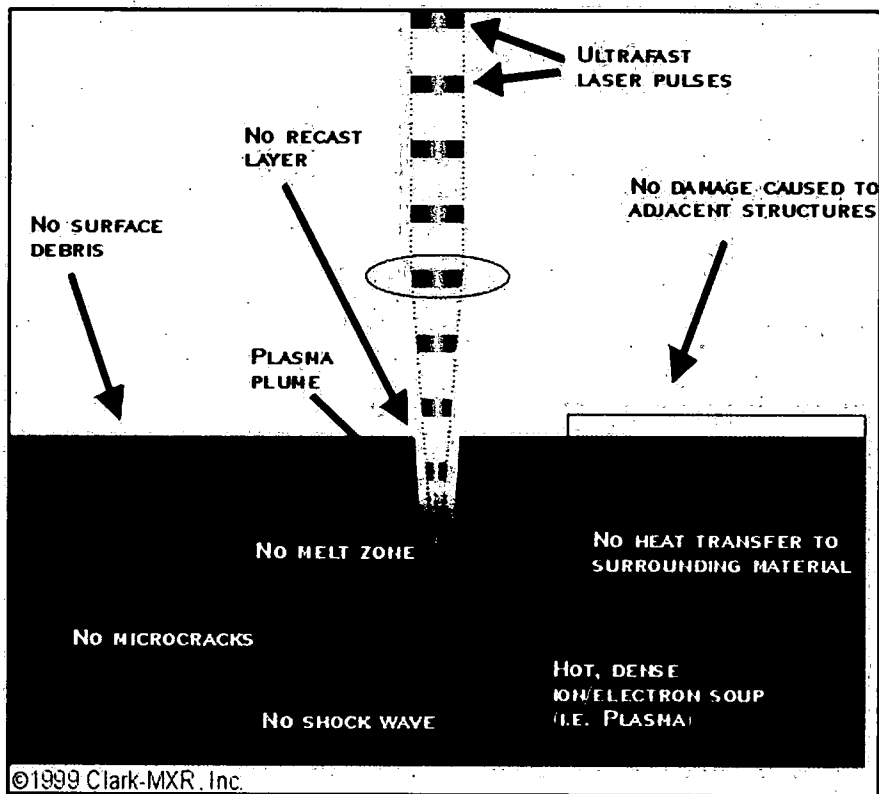 ULTRAFAST
LASER PULSES
NO RECAST
LAYER
NO DAMAGE CAUSED TO
ADJACENT STRUCTURES
NO SURFACE
DEBRIS
PLASMA
PLUME
NO MELT ZONE
NO HEAT TRANSFER TO
SURROUNDING MATERIAL
NO MICROCRACKS
HOT, DENSE
ION/ELECTRON SOUP
(I.E. PLASMA)
NO SHOCK WAVE
©1999 Clark-MXR, Inc.